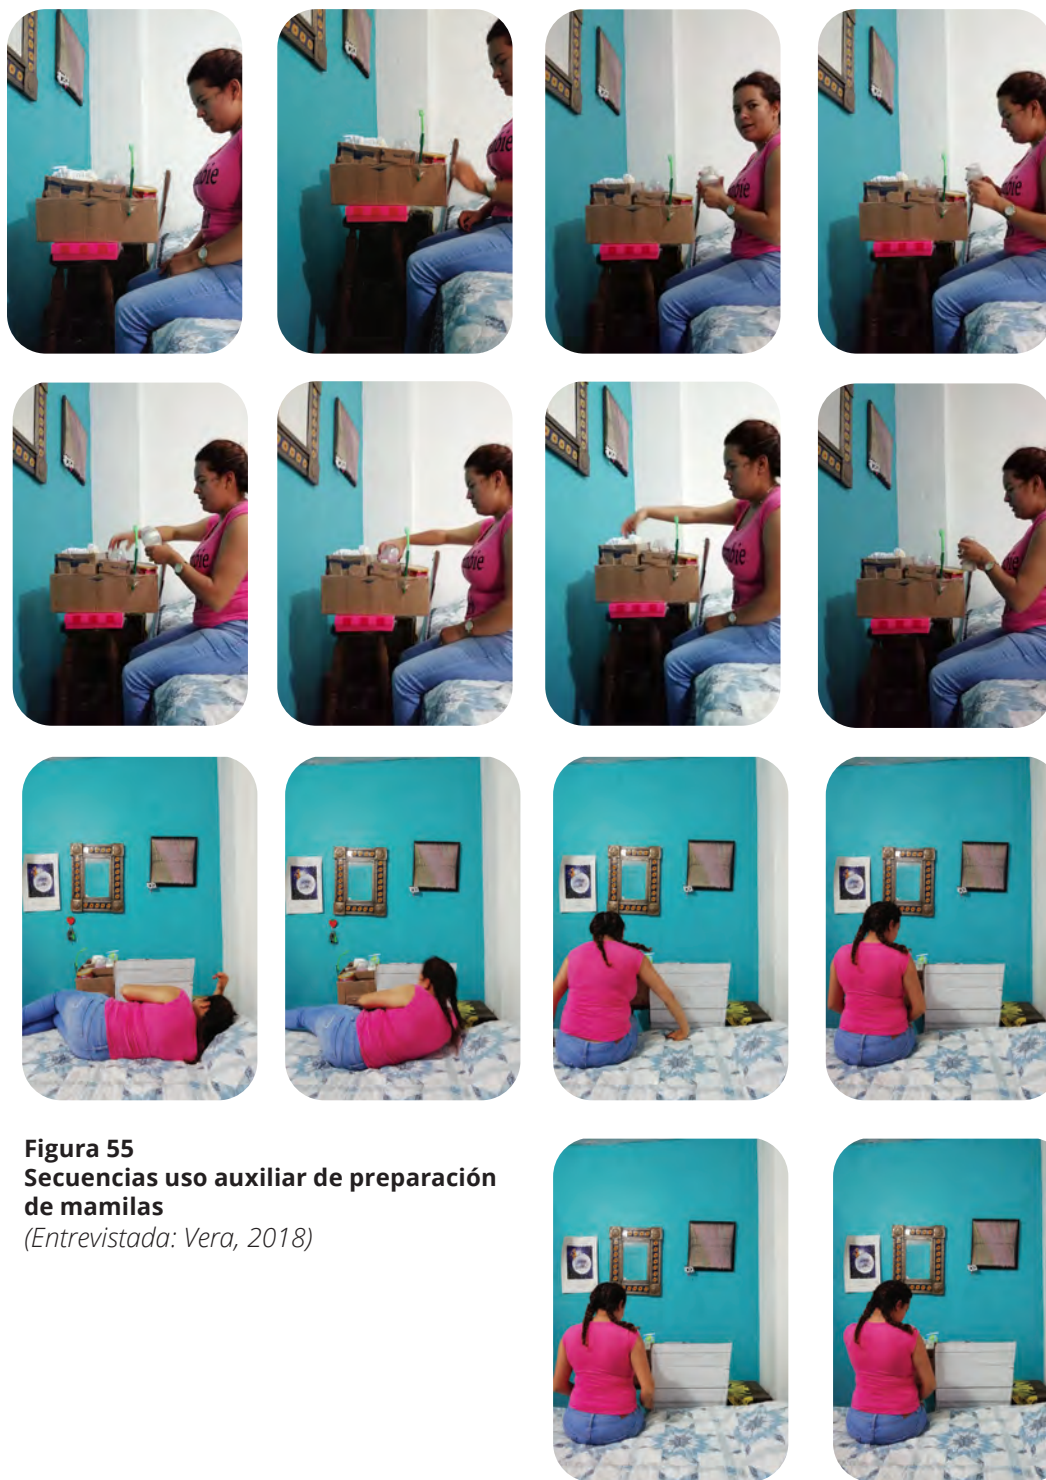 Figura 55
Secuencias uso auxiliar de preparación
de mamilas
(Entrevistada: Vera, 2018)